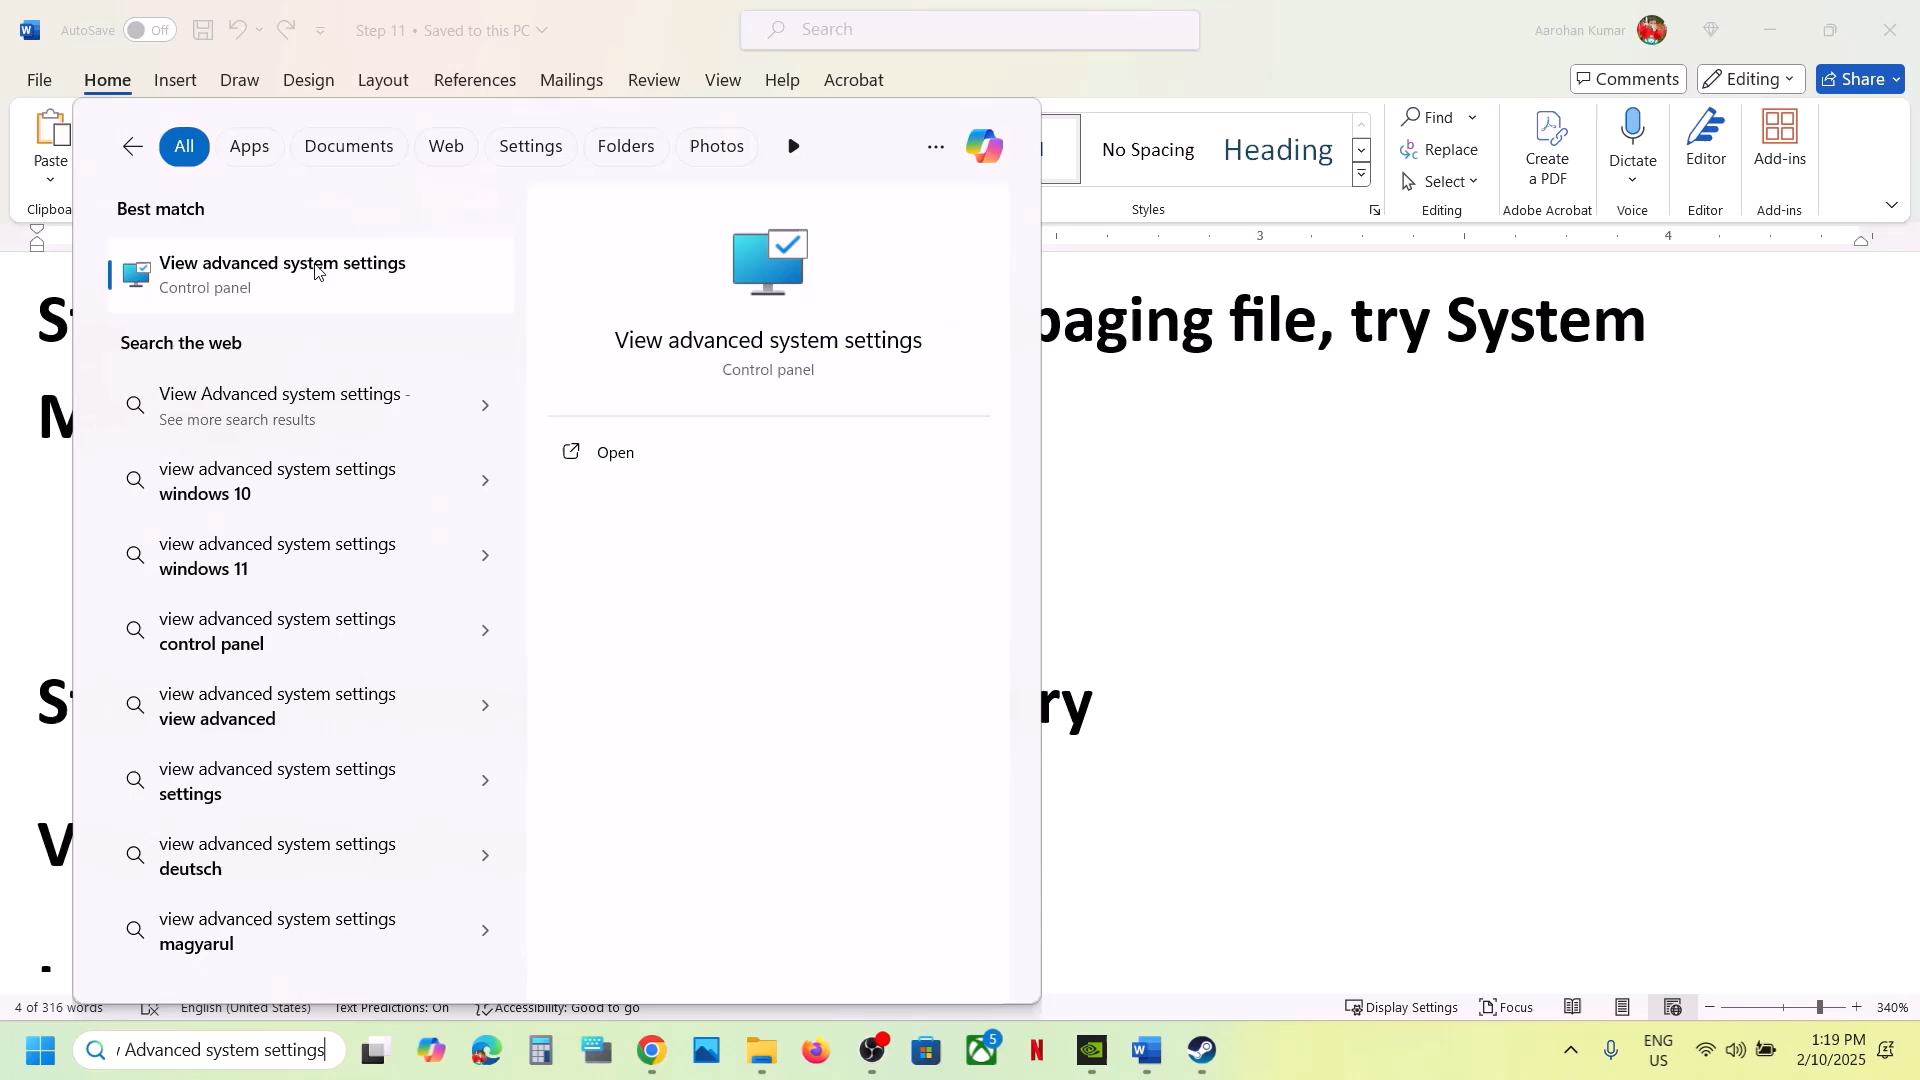 AutoSave Off Step 11 • Saved to this PC Search Aarohan Kumar
File Home Insert Draw Design Layout References Mailings Review View Help Acrobat Comments Editing Share
Paste
Clipboa
No Spacing Heading
Styles
Find
Replace
Select
Editing
Create
a PDF
Adobe Acrobat
Dictate
Voice
Editor
Editor
Add-ins
Add-ins
3 4
All Apps Documents Web Settings Folders Photos
Best match
View advanced system settings
Control panel
Search the web
View Advanced system settings -
See more search results
view advanced system settings
windows 10
view advanced system settings
windows 11
view advanced system settings
control panel
view advanced system settings
view advanced
view advanced system settings
settings
view advanced system settings
deutsch
view advanced system settings
magyarul
View advanced system settings
Control panel
Open
paging file, try System
ry
4 of 316 words English (United States) Text Predictions: On Accessibility: Good to go Display Settings Focus 340%
Advanced system settings
5
ENG
US
1:19 PM
2/10/2025